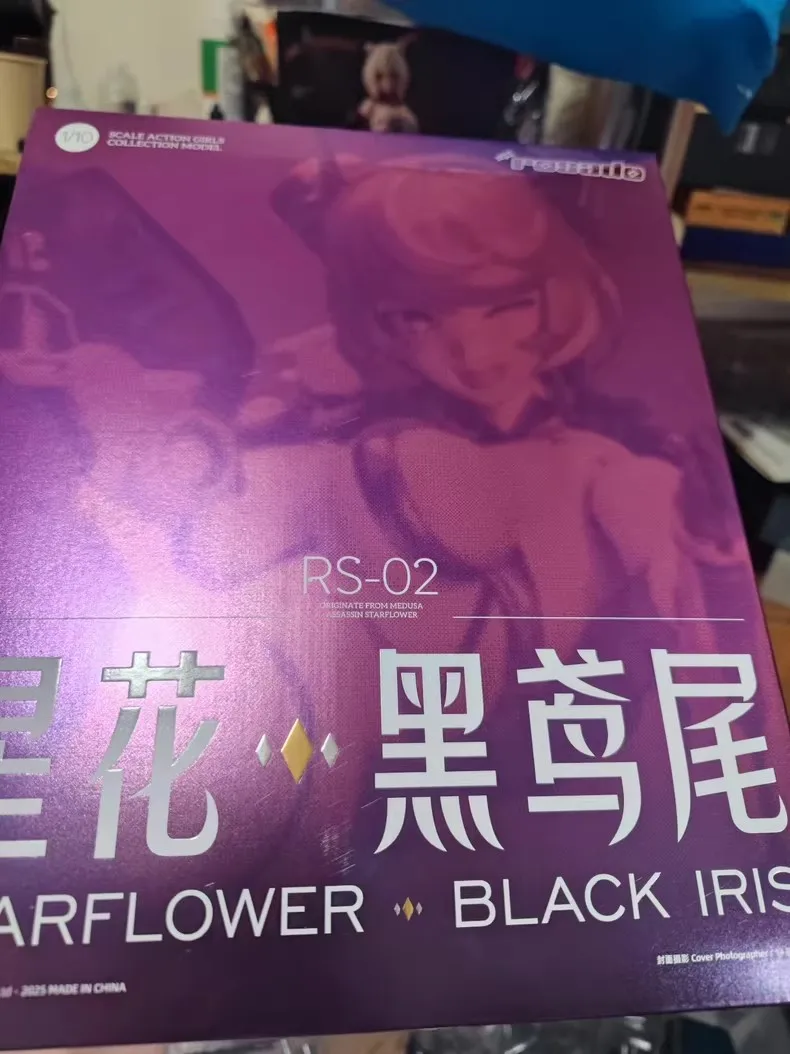 1/10
SCALE ACTION GIRLS
COLLECTION MODEL
rosado
RS-02
ORIGINATE FROM MEDUSA
ASSASSIN STARFLOWER
星花 黑鸢尾
ARFLOWER BLACK IRIS
封面摄影 Cover Photographer
2025 MADE IN CHINA